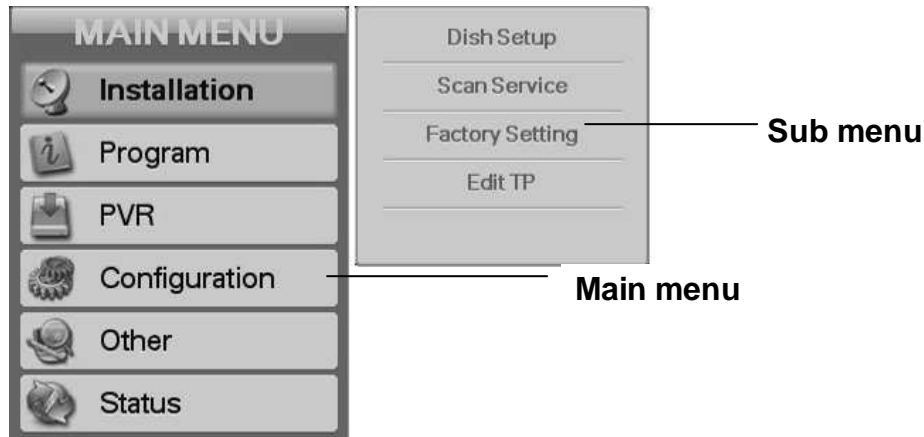 MAIN MENU
Installation
Program
PVR
Configuration
Other
Status
Dish Setup
Scan Service
Factory Setting
Edit TP
Sub menu
Main menu